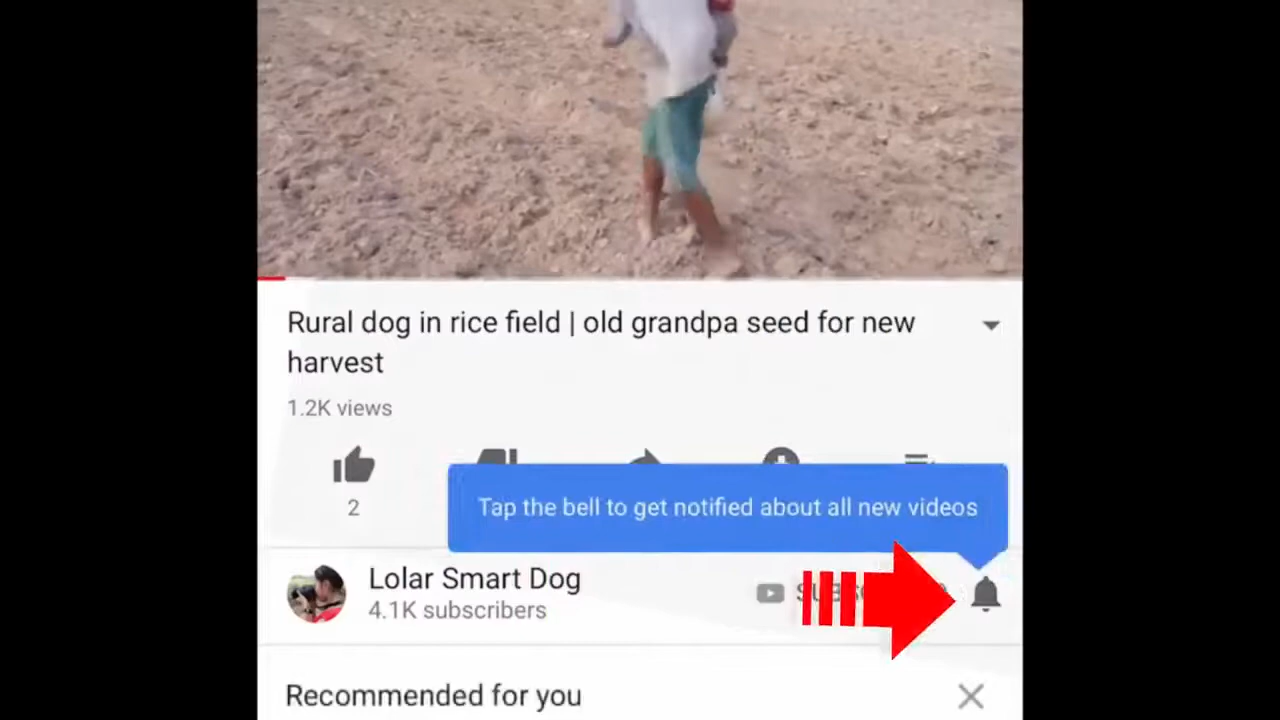 Rural dog in rice field | old grandpa seed for new
harvest
1.2K views
2
Tap the bell to get notified about all new videos
Lolar Smart Dog
4.1K subscribers
Recommended for you